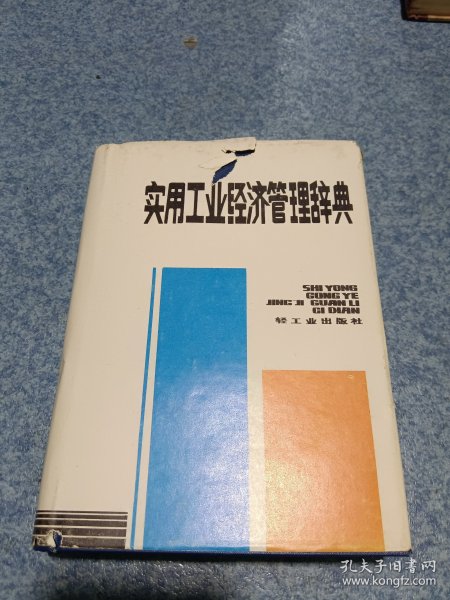 实用工业经济管理辞典
SHI YONG
GONG YE
JING JI GUAN LI
CI DIAN
轻工业出版社
孔夫子旧书网
www.kongfz.com